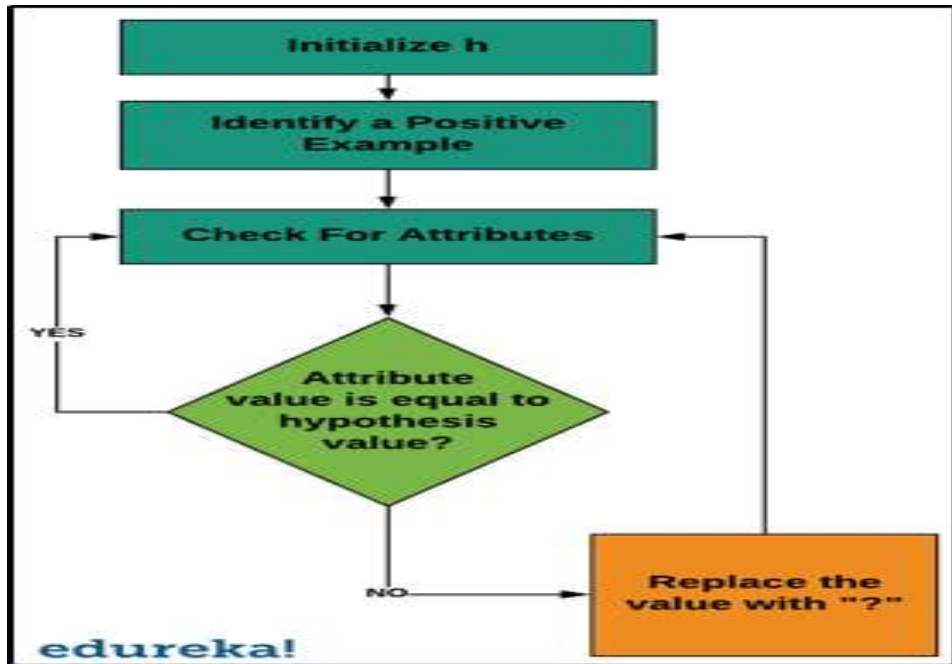 Initialize h
Identify a Positive
Example
Check For Attributes
YES
Attribute
value is equal to
hypothesis
value?
NO
Replace the
value with "?"
edureka!